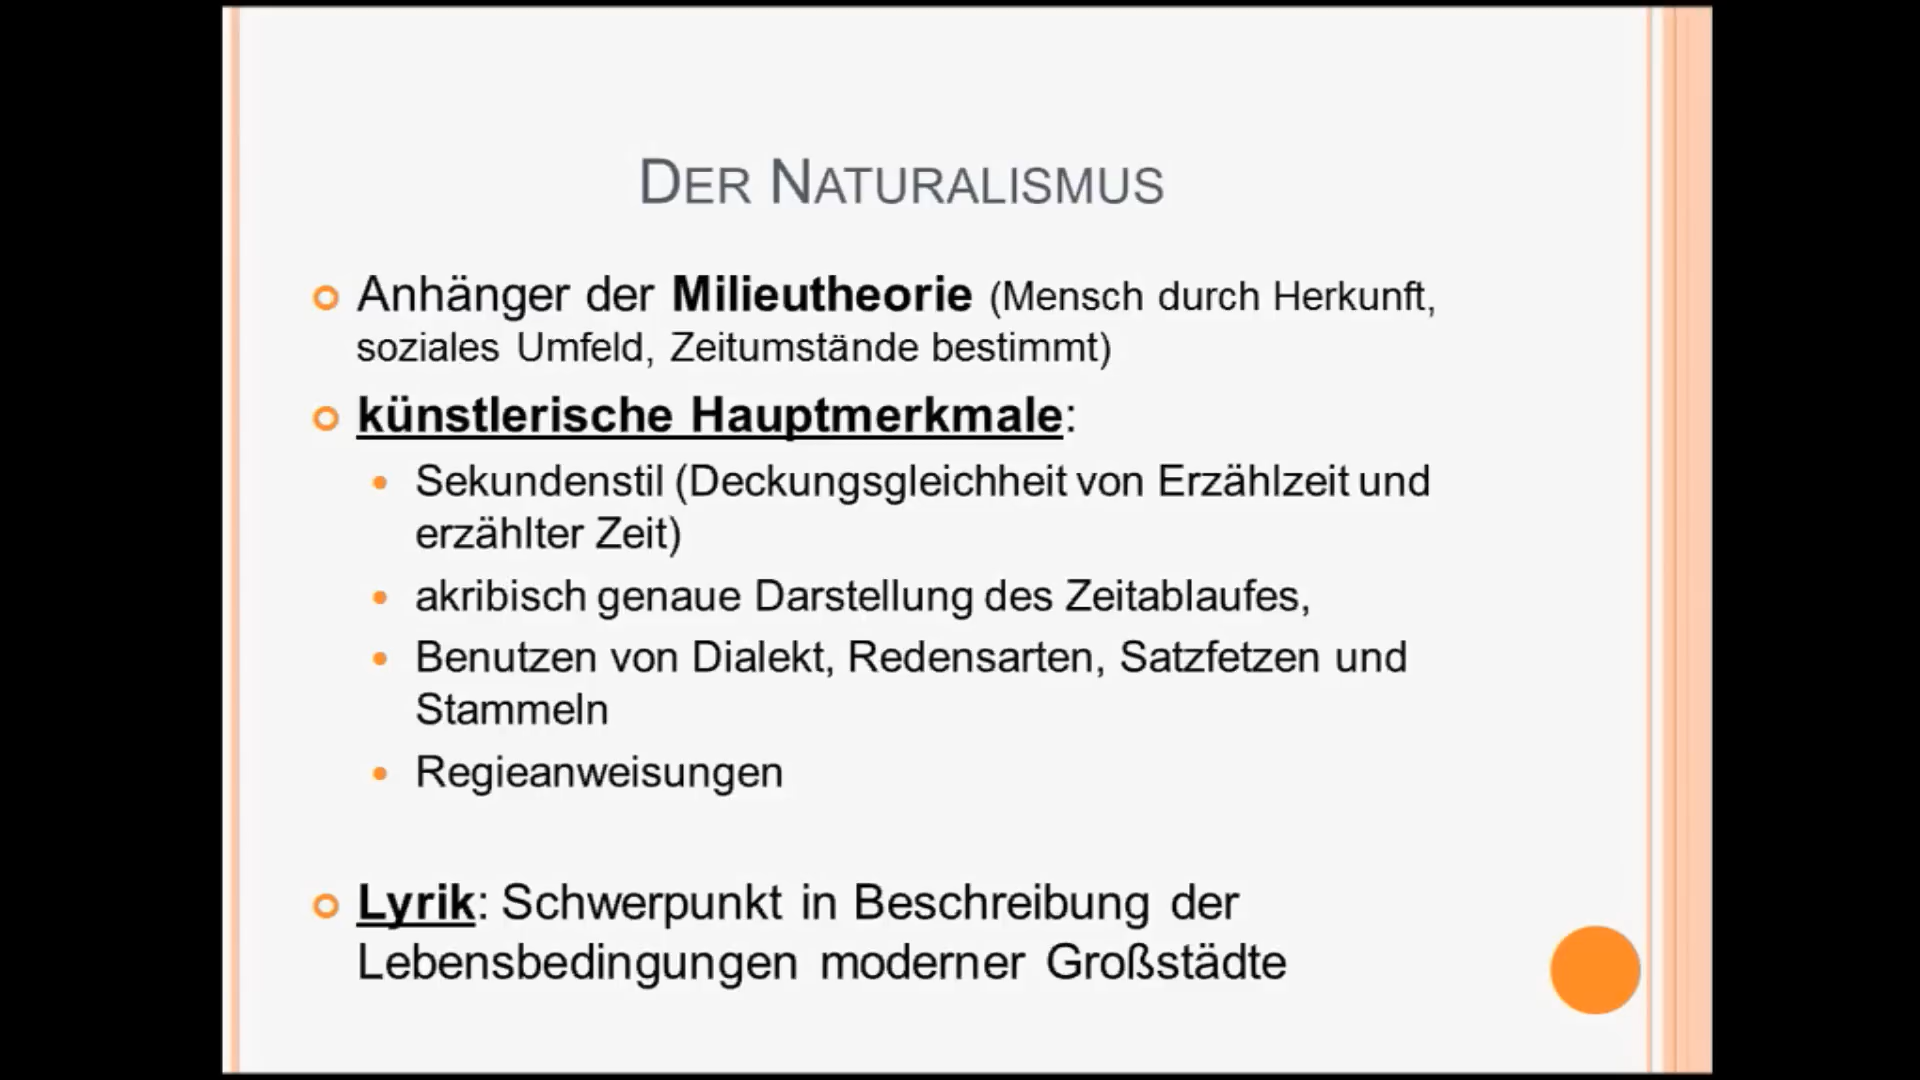 DER NATURALISMUS
Anhänger der Milieutheorie (Mensch durch Herkunft,
soziales Umfeld, Zeitumstände bestimmt)
künstlerische Hauptmerkmale:
Sekundenstil (Deckungsgleichheit von Erzählzeit und
erzählter Zeit)
akribisch genaue Darstellung des Zeitablaufes,
Benutzen von Dialekt, Redensarten, Satzfetzen und
Stammeln
Regieanweisungen
Lyrik: Schwerpunkt in Beschreibung der
Lebensbedingungen moderner Großstädte